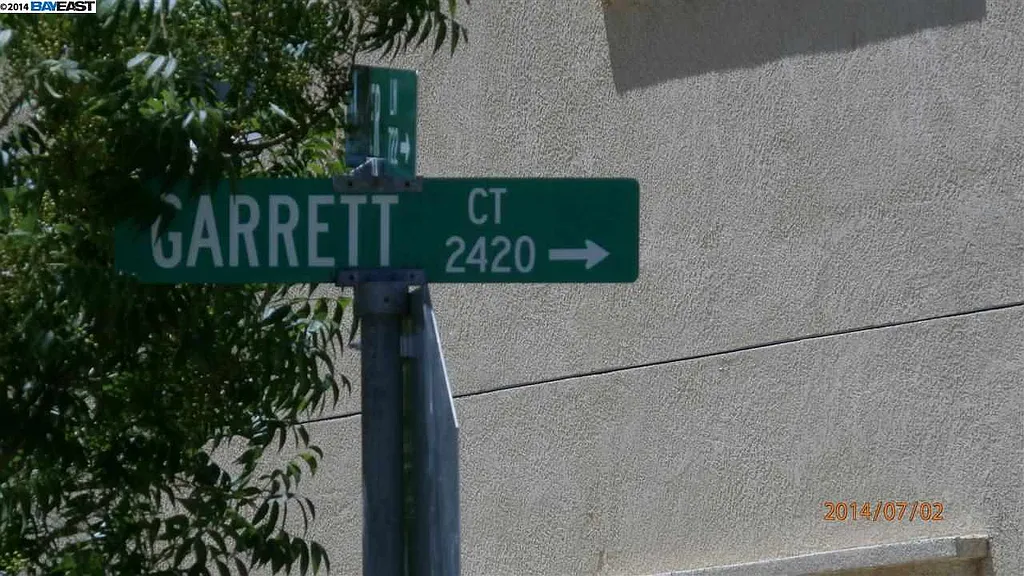 ©2014 BAYEAST
GARRETT CT
2420 →
2014/07/02